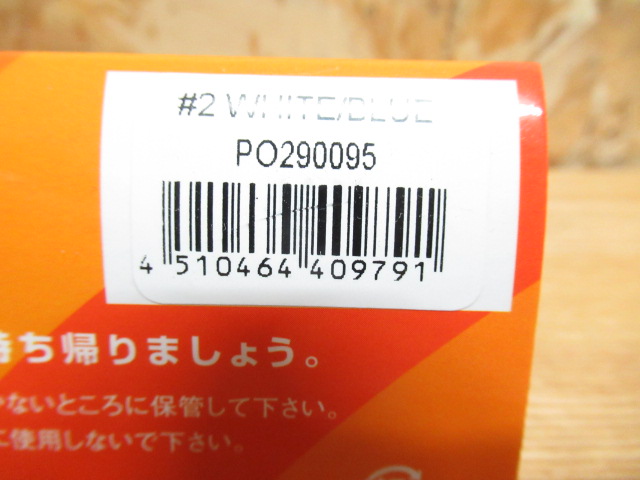 #2 WHITE/BLUE
PO290095
4 510464 409791
ち帰りましょう。
ないところに保管して下さい。
に使用しないで下さい。